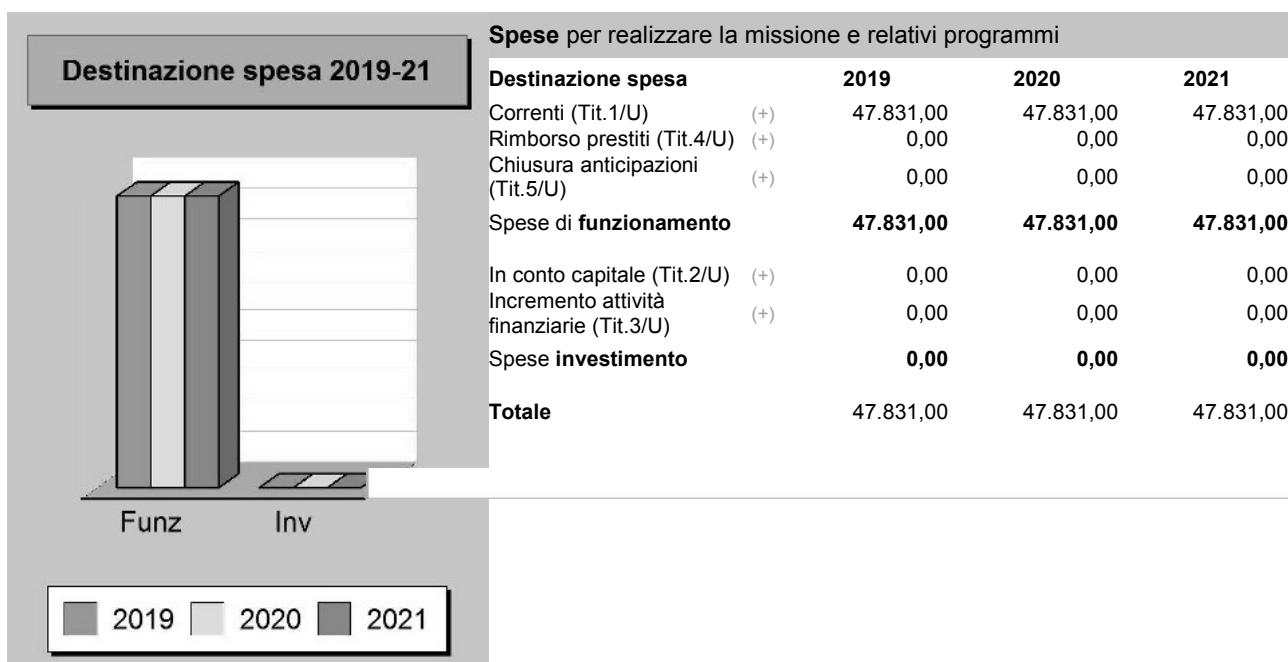 Destinazione spesa 2019-21
Funz Inv
2019 2020 2021
Spese per realizzare la missione e relativi programmi
Destinazione spesa 2019 2020 2021
Correnti (Tit.1/U) (+) 47.831,00 47.831,00 47.831,00
Rimborso prestiti (Tit.4/U) (+) 0,00 0,00 0,00
Chiusura anticipazioni
(Tit.5/U) (+) 0,00 0,00 0,00
Spese di funzionamento 47.831,00 47.831,00 47.831,00
In conto capitale (Tit.2/U) (+) 0,00 0,00 0,00
Incremento attività
finanziarie (Tit.3/U) (+) 0,00 0,00 0,00
Spese investimento 0,00 0,00 0,00
Totale 47.831,00 47.831,00 47.831,00